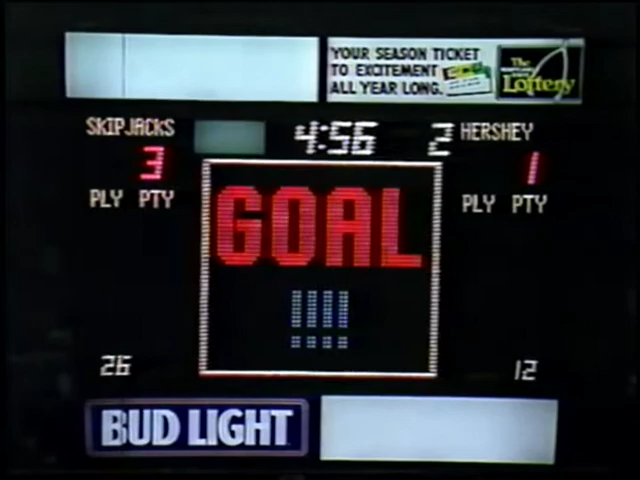 YOUR SEASON TICKET
TO EXCITEMENT
ALL YEAR LONG.
The
Lottery
SKIPJACKS
4:56
2
HERSHEY
3
1
PLY PTY
PLY PTY
GOAL
!!!!
26
12
BUD LIGHT